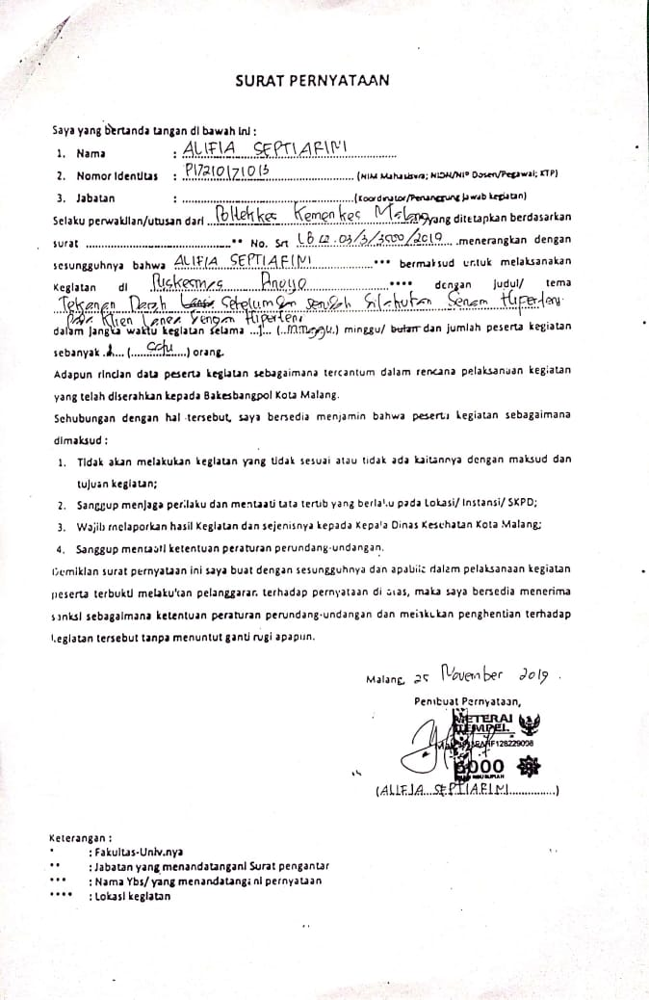 SURAT PERNYATAAN
Saya yang bertanda tangan di bawah ini :
1. Nama : ALIFIA SEPTIARINI
2. Nomor Identitas : P17210171013 (NIM Mahasiswa; NIDN/NIP Dosen/Pegawai; KTP)
3. Jabatan : (Koordinator/Penanggung jawab kegiatan)
Selaku perwakilan/utusan dari Poltekkes Kemenkes Malang yang ditetapkan berdasarkan
surat ** No. Srt LB 02.03/3/3500/2019 menerangkan dengan
sesungguhnya bahwa ALIFIA SEPTIARINI *** bermaksud untuk melaksanakan
Kegiatan di Puskesmas **** dengan judul/ tema
Tekanan Darah Sebelum Sesudah Senam Hipertensi
Pada Klien Lansia Dengan Hipertensi
dalam jangka waktu kegiatan selama ...1... (..minggu..) minggu/ bulan dan jumlah peserta kegiatan
sebanyak .1.... (......satu......) orang.
Adapun rincian data peserta kegiatan sebagaimana tercantum dalam rencana pelaksanaan kegiatan
yang telah diserahkan kepada Bakesbangpol Kota Malang.
Sehubungan dengan hal tersebut, saya bersedia menjamin bahwa peserta kegiatan sebagaimana
dimaksud :
1. Tidak akan melakukan kegiatan yang tidak sesuai atau tidak ada kaitannya dengan maksud dan
tujuan kegiatan;
2. Sanggup menjaga perilaku dan mentaati tata tertib yang berlaku pada Lokasi/ Instansi/ SKPD;
3. Wajib melaporkan hasil Kegiatan dan sejenisnya kepada Kepala Dinas Kesehatan Kota Malang;
4. Sanggup mentaati ketentuan peraturan perundang-undangan.
Demikian surat pernyataan ini saya buat dengan sesungguhnya dan apabila dalam pelaksanaan kegiatan
peserta terbukti melakukan pelanggaran terhadap pernyataan di atas, maka saya bersedia menerima
sanksi sebagaimana ketentuan peraturan perundang-undangan dan melakukan penghentian terhadap
kegiatan tersebut tanpa menuntut ganti rugi apapun.
Malang, 25 November 2019 .
Pembuat Pernyataan,
METERAI
TEMPEL
F128229098
6000
(ALIFIA SEPTIARINI)
Keterangan :
* : Fakultas-Univ.nya
** : Jabatan yang menandatangani Surat pengantar
*** : Nama Ybs/ yang menandatangani pernyataan
**** : Lokasi kegiatan